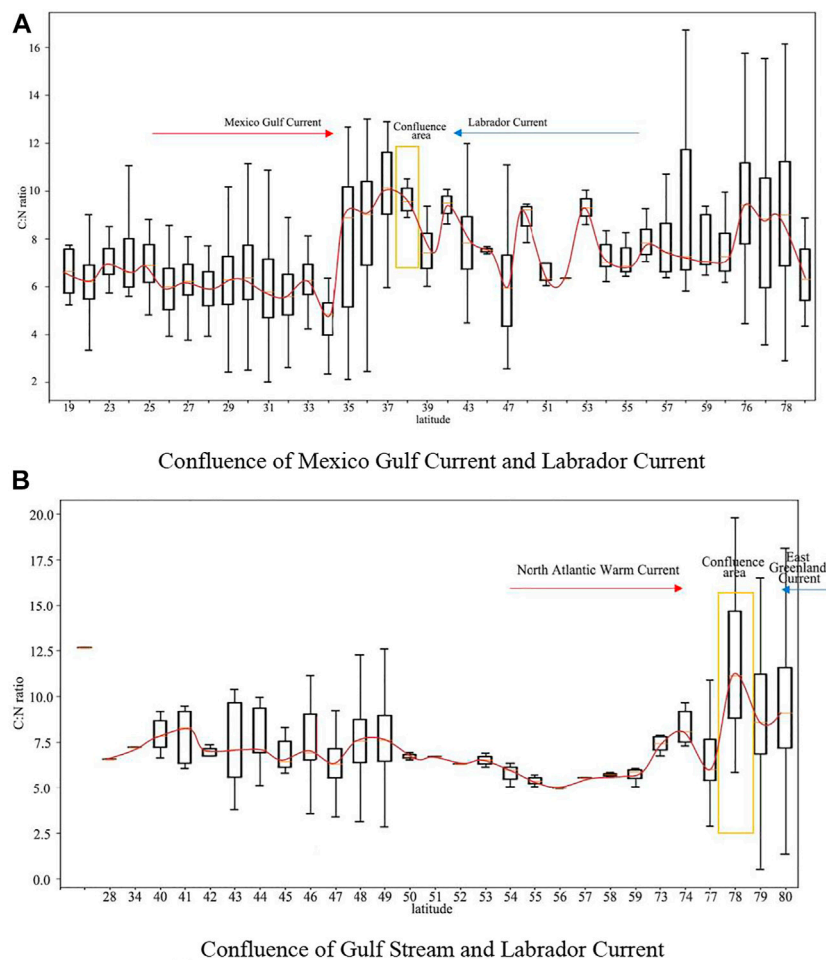 A
16
14
12
10
8
6
4
2
C:N ratio
Mexico Gulf Current
Confluence
area
Labrador Current
19 23 25 27 29 31 33 35 37 39 43 47 51 53 55 57 59 76 78
latitude
Confluence of Mexico Gulf Current and Labrador Current
B
20.0
17.5
15.0
12.5
10.0
7.5
5.0
2.5
0.0
C:N ratio
North Atlantic Warm Current
Confluence
area
East
Greenland
Current
28 34 40 41 42 43 44 45 46 47 48 49 50 51 52 53 54 55 56 57 58 59 73 74 77 78 79 80
latitude
Confluence of Gulf Stream and Labrador Current